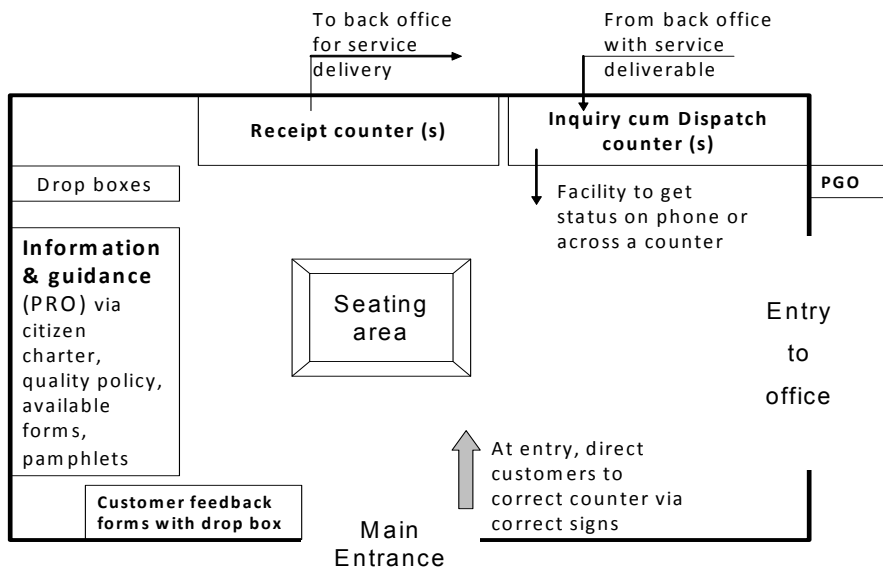 To back office
for service
delivery
From back office
with service
deliverable
Receipt counter (s)
Inquiry cum Dispatch
counter (s)
Drop boxes
PGO
Facility to get
status on phone or
across a counter
Information
& guidance
(PRO) via
citizen
charter,
quality policy,
available
forms,
pamphlets
Seating
area
Entry
to
office
At entry, direct
customers to
correct counter via
correct signs
Customer feedback
forms with drop box
Main
Entrance